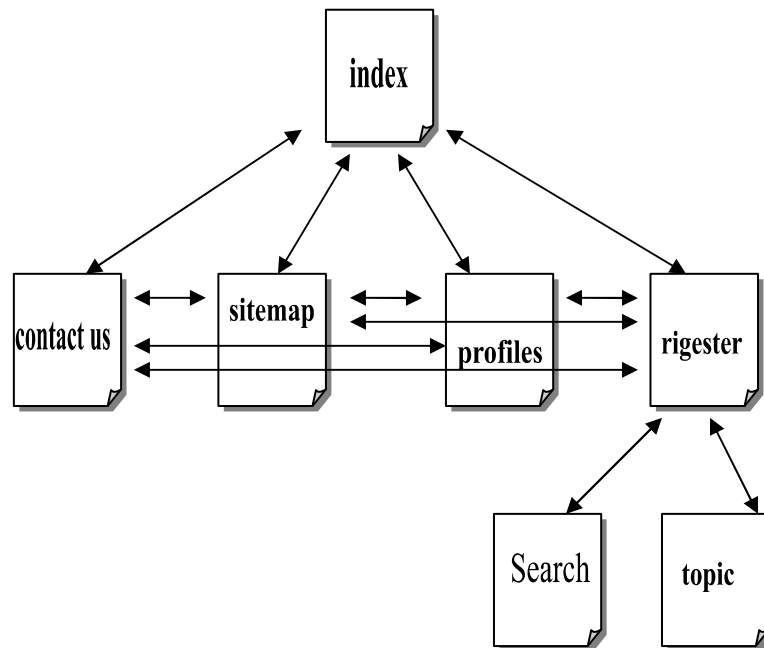 index
contact us
sitemap
profiles
rigester
Search
topic